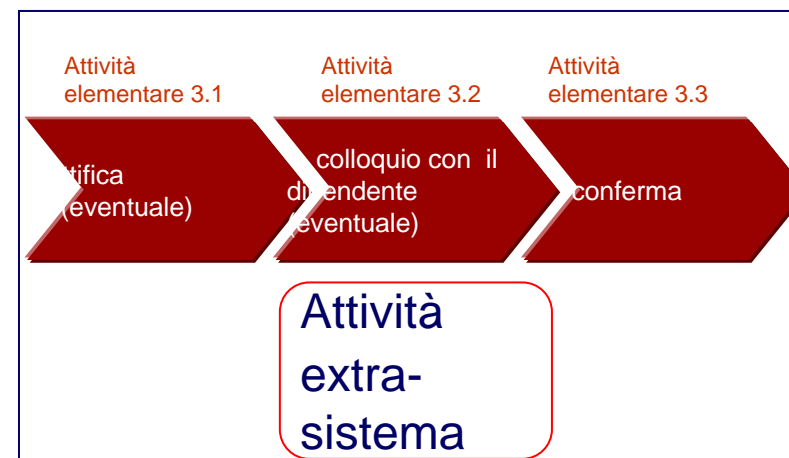 Attività
elementare 3.1
Attività
elementare 3.2
Attività
elementare 3.3
(eventuale)
colloquio con il
dipendente
(eventuale)
conferma
Attività
extra-
sistema